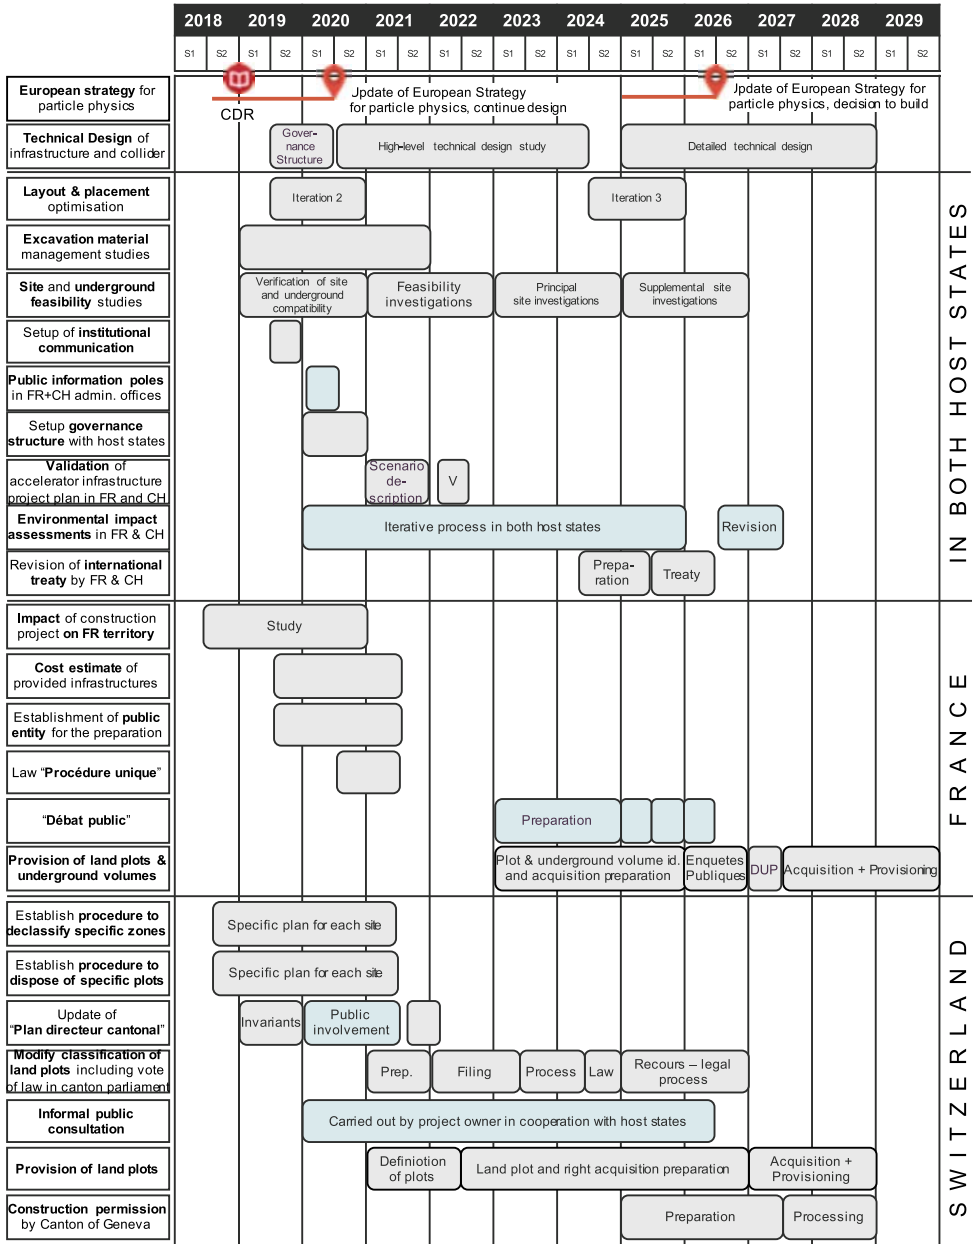 2018 2019 2020 2021 2022 2023 2024 2025 2026 2027 2028 2029
S1 S2 S1 S2 S1 S2 S1 S2 S1 S2 S1 S2 S1 S2 S1 S2 S1 S2 S1 S2 S1 S2 S1 S2
European strategy for
particle physics
CDR
Update of European Strategy
for particle physics, continue design
Update of European Strategy for
particle physics, decision to build
Technical Design of
infrastructure and collider
Gover-
nance
Structure
High-level technical design study
Detailed technical design
IN BOTH HOST STATES
Layout & placement
optimisation
Iteration 2
Iteration 3
Excavation material
management studies
Site and underground
feasibility studies
Verification of site
and underground
compatibility
Feasibility
investigations
Principal
site investigations
Supplemental site
investigations
Setup of institutional
communication
Public information poles
in FR+CH admin. offices
Setup governance
structure with host states
Validation of
accelerator infrastructure
project plan in FR and CH
Scenario
de-
scription
V
Environmental impact
assessments in FR & CH
Iterative process in both host states
Revision
Revision of international
treaty by FR & CH
Prepa-
ration
Treaty
FRANCE
Impact of construction
project on FR territory
Study
Cost estimate of
provided infrastructures
Establishment of public
entity for the preparation
Law “Procédure unique”
“Débat public”
Preparation
Provision of land plots &
underground volumes
Plot & underground volume id.
and acquisition preparation
Enquetes
Publiques
DUP
Acquisition + Provisioning
SWITZERLAND
Establish procedure to
declassify specific zones
Specific plan for each site
Establish procedure to
dispose of specific plots
Specific plan for each site
Update of
“Plan directeur cantonal”
Invariants
Public
involvement
Modify classification of
land plots including vote
of law in canton parliament
Prep.
Filing
Process
Law
Recours – legal
process
Informal public
consultation
Carried out by project owner in cooperation with host states
Provision of land plots
Definiotion
of plots
Land plot and right acquisition preparation
Acquisition +
Provisioning
Construction permission
by Canton of Geneva
Preparation
Processing